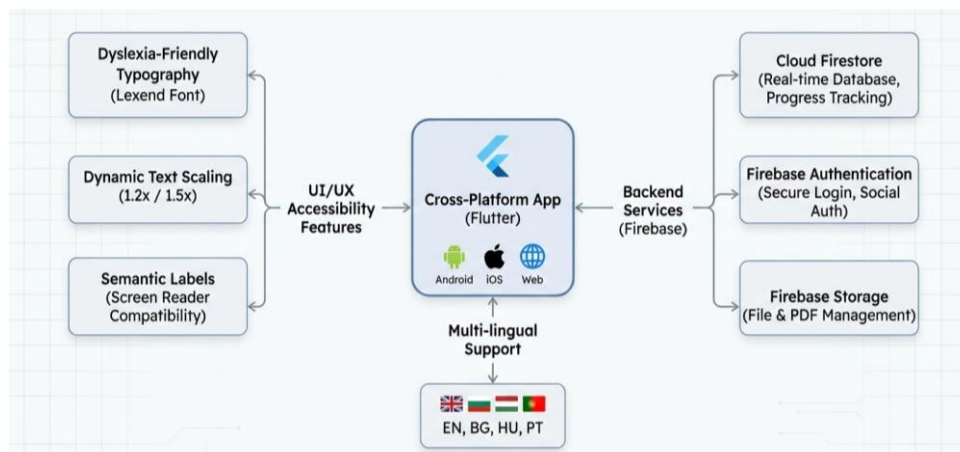 Dyslexia-Friendly
Typography
(Lexend Font)
Dynamic Text Scaling
(1.2x / 1.5x)
Semantic Labels
(Screen Reader
Compatibility)
UI/UX
Accessibility
Features
Cross-Platform App
(Flutter)
Android iOS Web
Multi-lingual
Support
EN, BG, HU, PT
Backend
Services
(Firebase)
Cloud Firestore
(Real-time Database,
Progress Tracking)
Firebase Authentication
(Secure Login, Social
Auth)
Firebase Storage
(File & PDF Management)